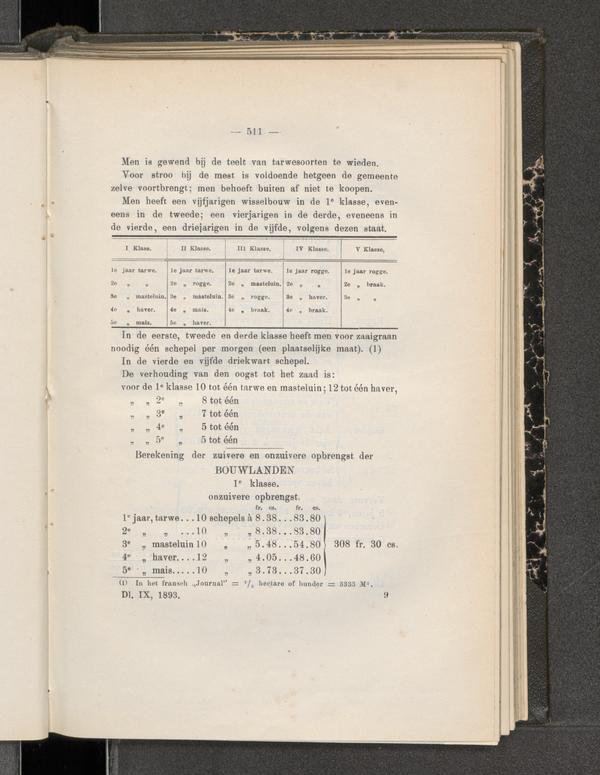 — 511 —
Men is gewend bij de teelt van tarwesoorten te wieden.
Voor stroo bij de mest is voldoende hetgeen de gemeente
zelve voortbrengt; men behoeft buiten af niet te koopen.
Men heeft een vijfjarigen wisselbouw in de 1e klasse, even-
eens in de tweede; een vierjarigen in de derde, eveneens in
de vierde, een driejarigen in de vijfde, volgens dezen staat.
I Klass. II Klasse. III Klasse. IV Klasse. V Klasse,
1e jaar tarwe. 1e jaar tarwe. 1e jaar tarwe. 1e jaar rogge. 1e jaar rogge.
2e „ „ 2e „ rogge. 2e „ masteluin. 2e „ „ 2e „ braak.
3e „ masteluin. 3e „ masteluin. 3e „ rogge. 3e „ haver. 3e „ „
4e „ haver. 4e „ mais. 4e „ braak. 4e „ braak.
5e „ mais. 5e „ haver.
In de eerste, tweede en derde klasse heeft men voor zaaigraan
noodig één schepel per morgen (een plaatselijke maat). (1)
In de vierde en vijfde driekwart schepel.
De verhouding van den oogst tot het zaad is:
voor de 1e klasse 10 tot één tarwe en masteluin; 12 tot één haver,
„ „ 2e „ 8 tot één
„ „ 3e „ 7 tot één
„ „ 4e „ 5 tot één
„ „ 5e „ 5 tot één
Berekening der zuivere en onzuivere opbrengst der
BOUWLANDEN
1e klasse.
onzuivere opbrengst.
fr. cs. fr. cs.
1e jaar, tarwe...10 schepels à 8.38...83.80
2e „ „ ...10 „ „ 8.38...83.80
3e „ masteluin 10 „ „ 5.48...54.80 308 fr. 30 cs.
4e „ haver....12 „ „ 4.05...48.60
5e „ mais.....10 „ „ 3.73...37.30
(1) In het fransch „Journal" = 1/3 hectare of bunder = 3333 M2.
Dl. IX, 1893. 9